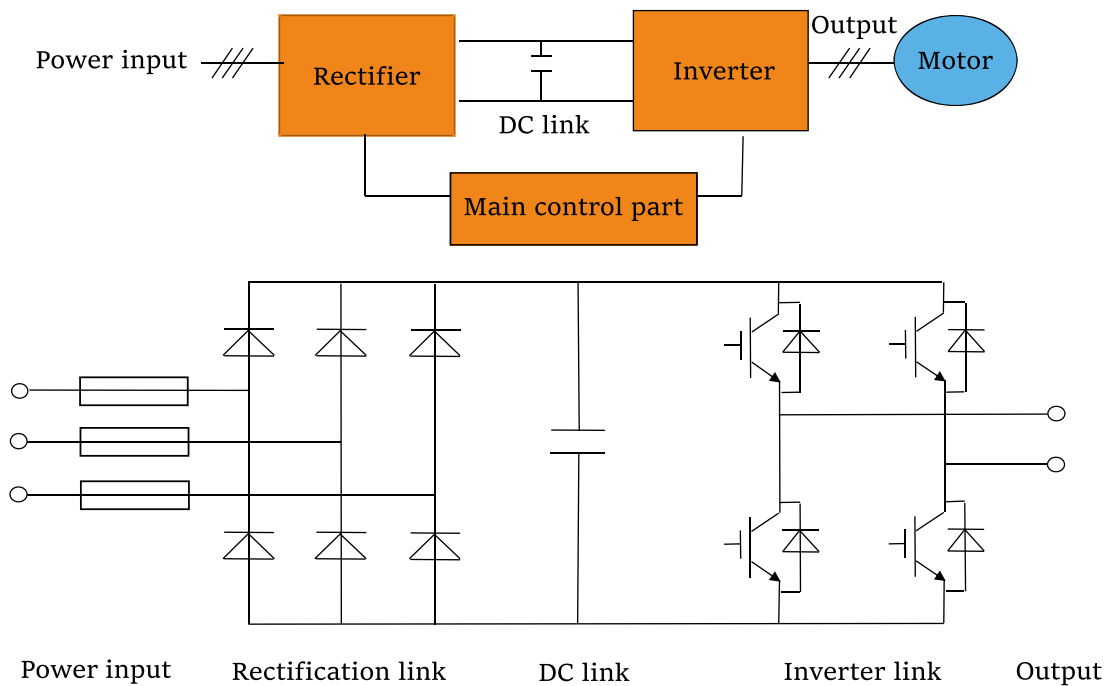 Output
Power input
Rectifier
Inverter
Motor
DC link
Main control part
Power input
Rectification link
DC link
Inverter link
Output